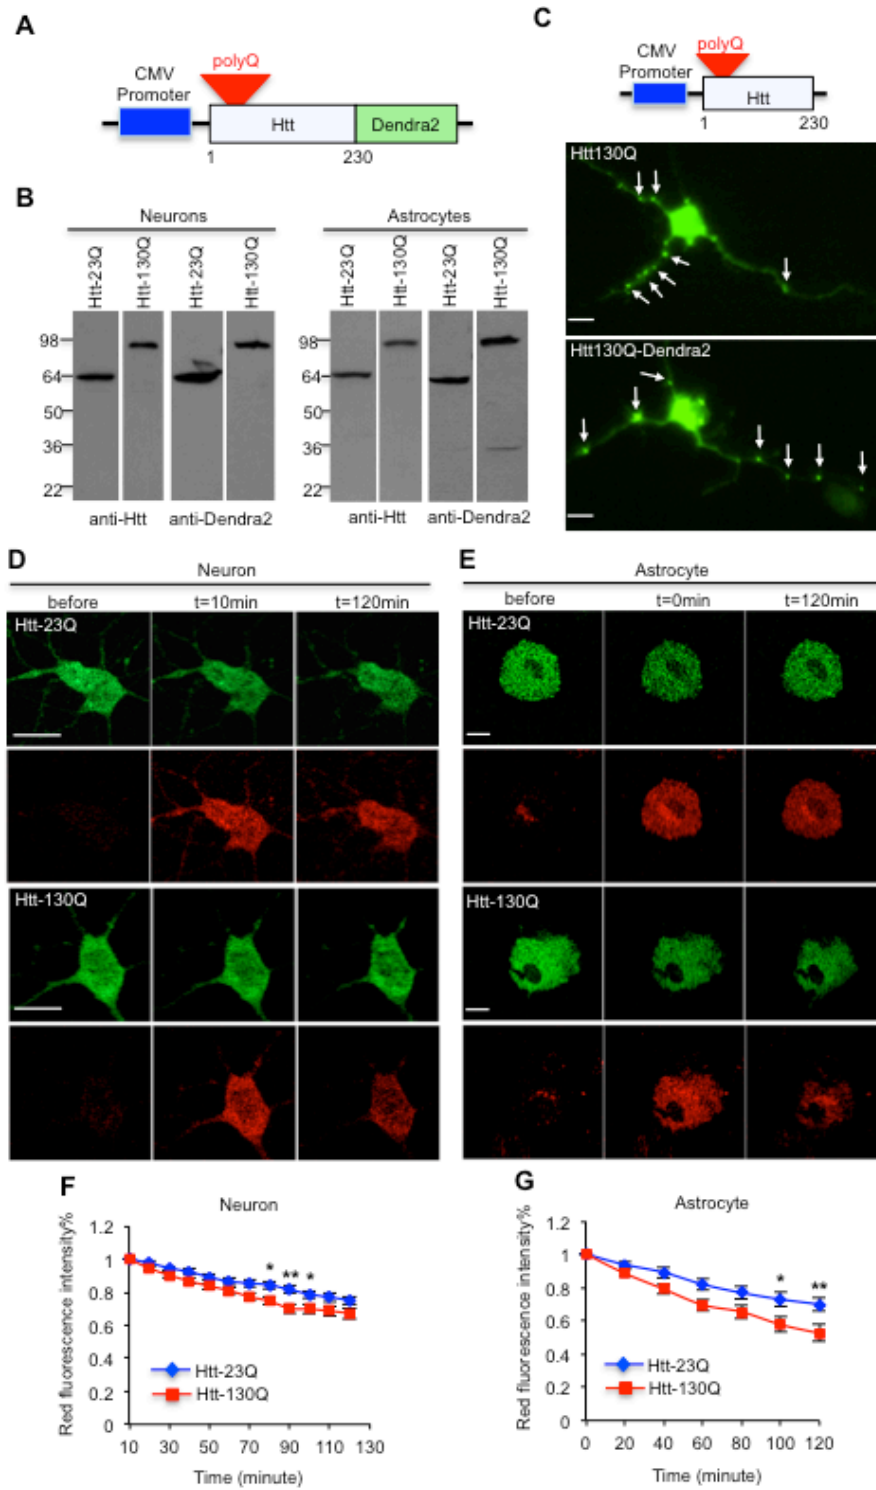 A
polyQ
CMV
Promoter
Htt
Dendra2
1
230
B
Neurons
Astrocytes
Htt-23Q
Htt-130Q
Htt-23Q
Htt-130Q
Htt-23Q
Htt-130Q
Htt-23Q
Htt-130Q
98
64
50
36
22
98
64
50
36
22
anti-Htt
anti-Dendra2
anti-Htt
anti-Dendra2
C
polyQ
CMV
Promoter
Htt
1
230
Htt130Q
Htt130Q-Dendra2
D
Neuron
before
t=10min
t=120min
Htt-23Q
Htt-130Q
E
Astrocyte
before
t=0min
t=120min
Htt-23Q
Htt-130Q
F
Neuron
Red fluorescence intensity%
1.2
1
0.8
0.6
0.4
0.2
0
*
**
*
Htt-23Q
Htt-130Q
10 30 50 70 90 110 130
Time (minute)
G
Astrocyte
Red fluorescence intensity%
1.2
1
0.8
0.6
0.4
0.2
0
*
**
Htt-23Q
Htt-130Q
0 20 40 60 80 100 120
Time (minute)